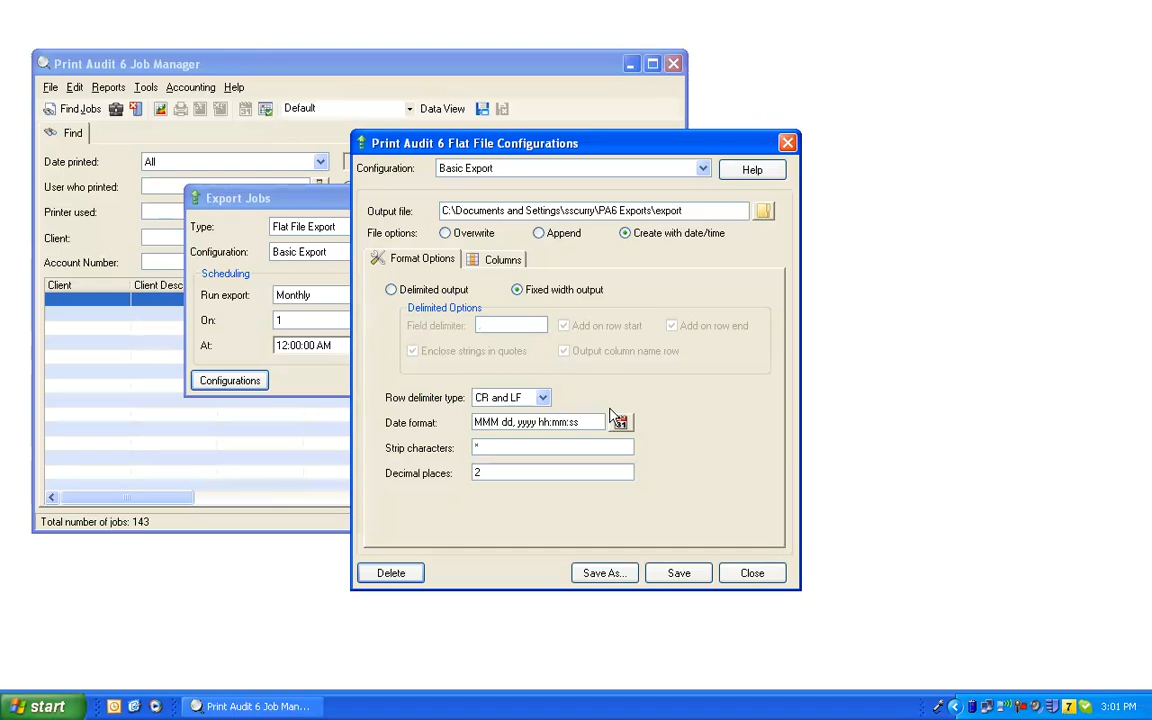 Print Audit 6 Job Manager
File Edit Reports Tools Accounting Help
Find Jobs Default Data View
Find
Date printed: All
User who printed:
Printer used:
Client:
Account Number:
Client Client Desc
Total number of jobs: 143
Export Jobs
Type: Flat File Export
Configuration: Basic Export
Scheduling
Run export: Monthly
On: 1
At: 12:00:00 AM
Configurations
Print Audit 6 Flat File Configurations
Configuration: Basic Export Help
Output file: C:\Documents and Settings\sscurry\PA6 Exports\export
File options: Overwrite Append Create with date/time
Format Options Columns
Delimited output Fixed width output
Delimited Options
Field delimiter: , Add on row start Add on row end
Enclose strings in quotes Output column name row
Row delimiter type: CR and LF
Date format: MMM dd, yyyy hh:mm:ss 31
Strip characters: *
Decimal places: 2
Delete Save As... Save Close
start Print Audit 6 Job Man... 7 3:01 PM